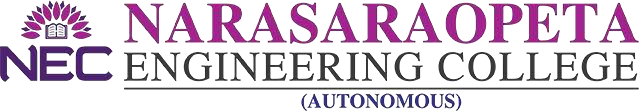 NEC
NARASARAOPETA
ENGINEERING COLLEGE
(AUTONOMOUS)